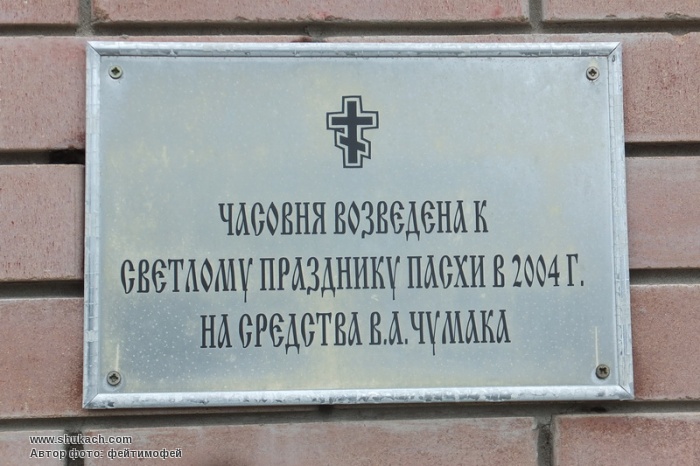 ЧАСОВНЯ ВОЗВЕДЕНА К
СВЕТЛОМУ ПРАЗДНИКУ ПАСХИ В 2004 Г.
НА СРЕДСТВА В.А.ЧУМАКА
www.shukach.com
Автор фото: фейтимофей